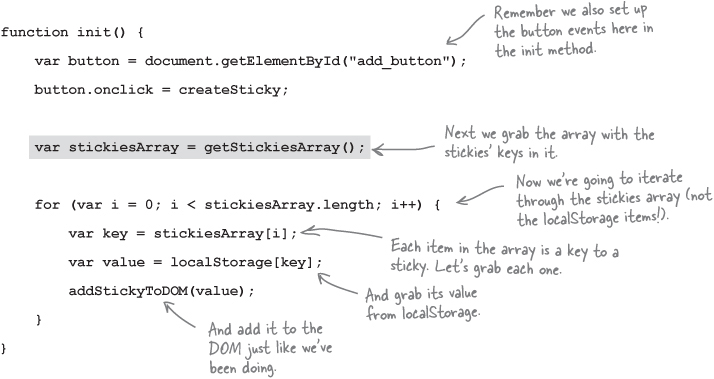 Remember we also set up
the button events here in
the init method.
function init() {
var button = document.getElementById("add_button");
button.onclick = createSticky;
var stickiesArray = getStickiesArray();
Next we grab the array with the
stickies' keys in it.
Now we're going to iterate
through the stickies array (not
the localStorage items!).
for (var i = 0; i < stickiesArray.length; i++) {
var key = stickiesArray[i];
Each item in the array is a key to a
sticky. Let's grab each one.
var value = localStorage[key];
And grab its value
from localStorage.
addStickyToDOM(value);
And add it to the
DOM just like we've
been doing.
}
}